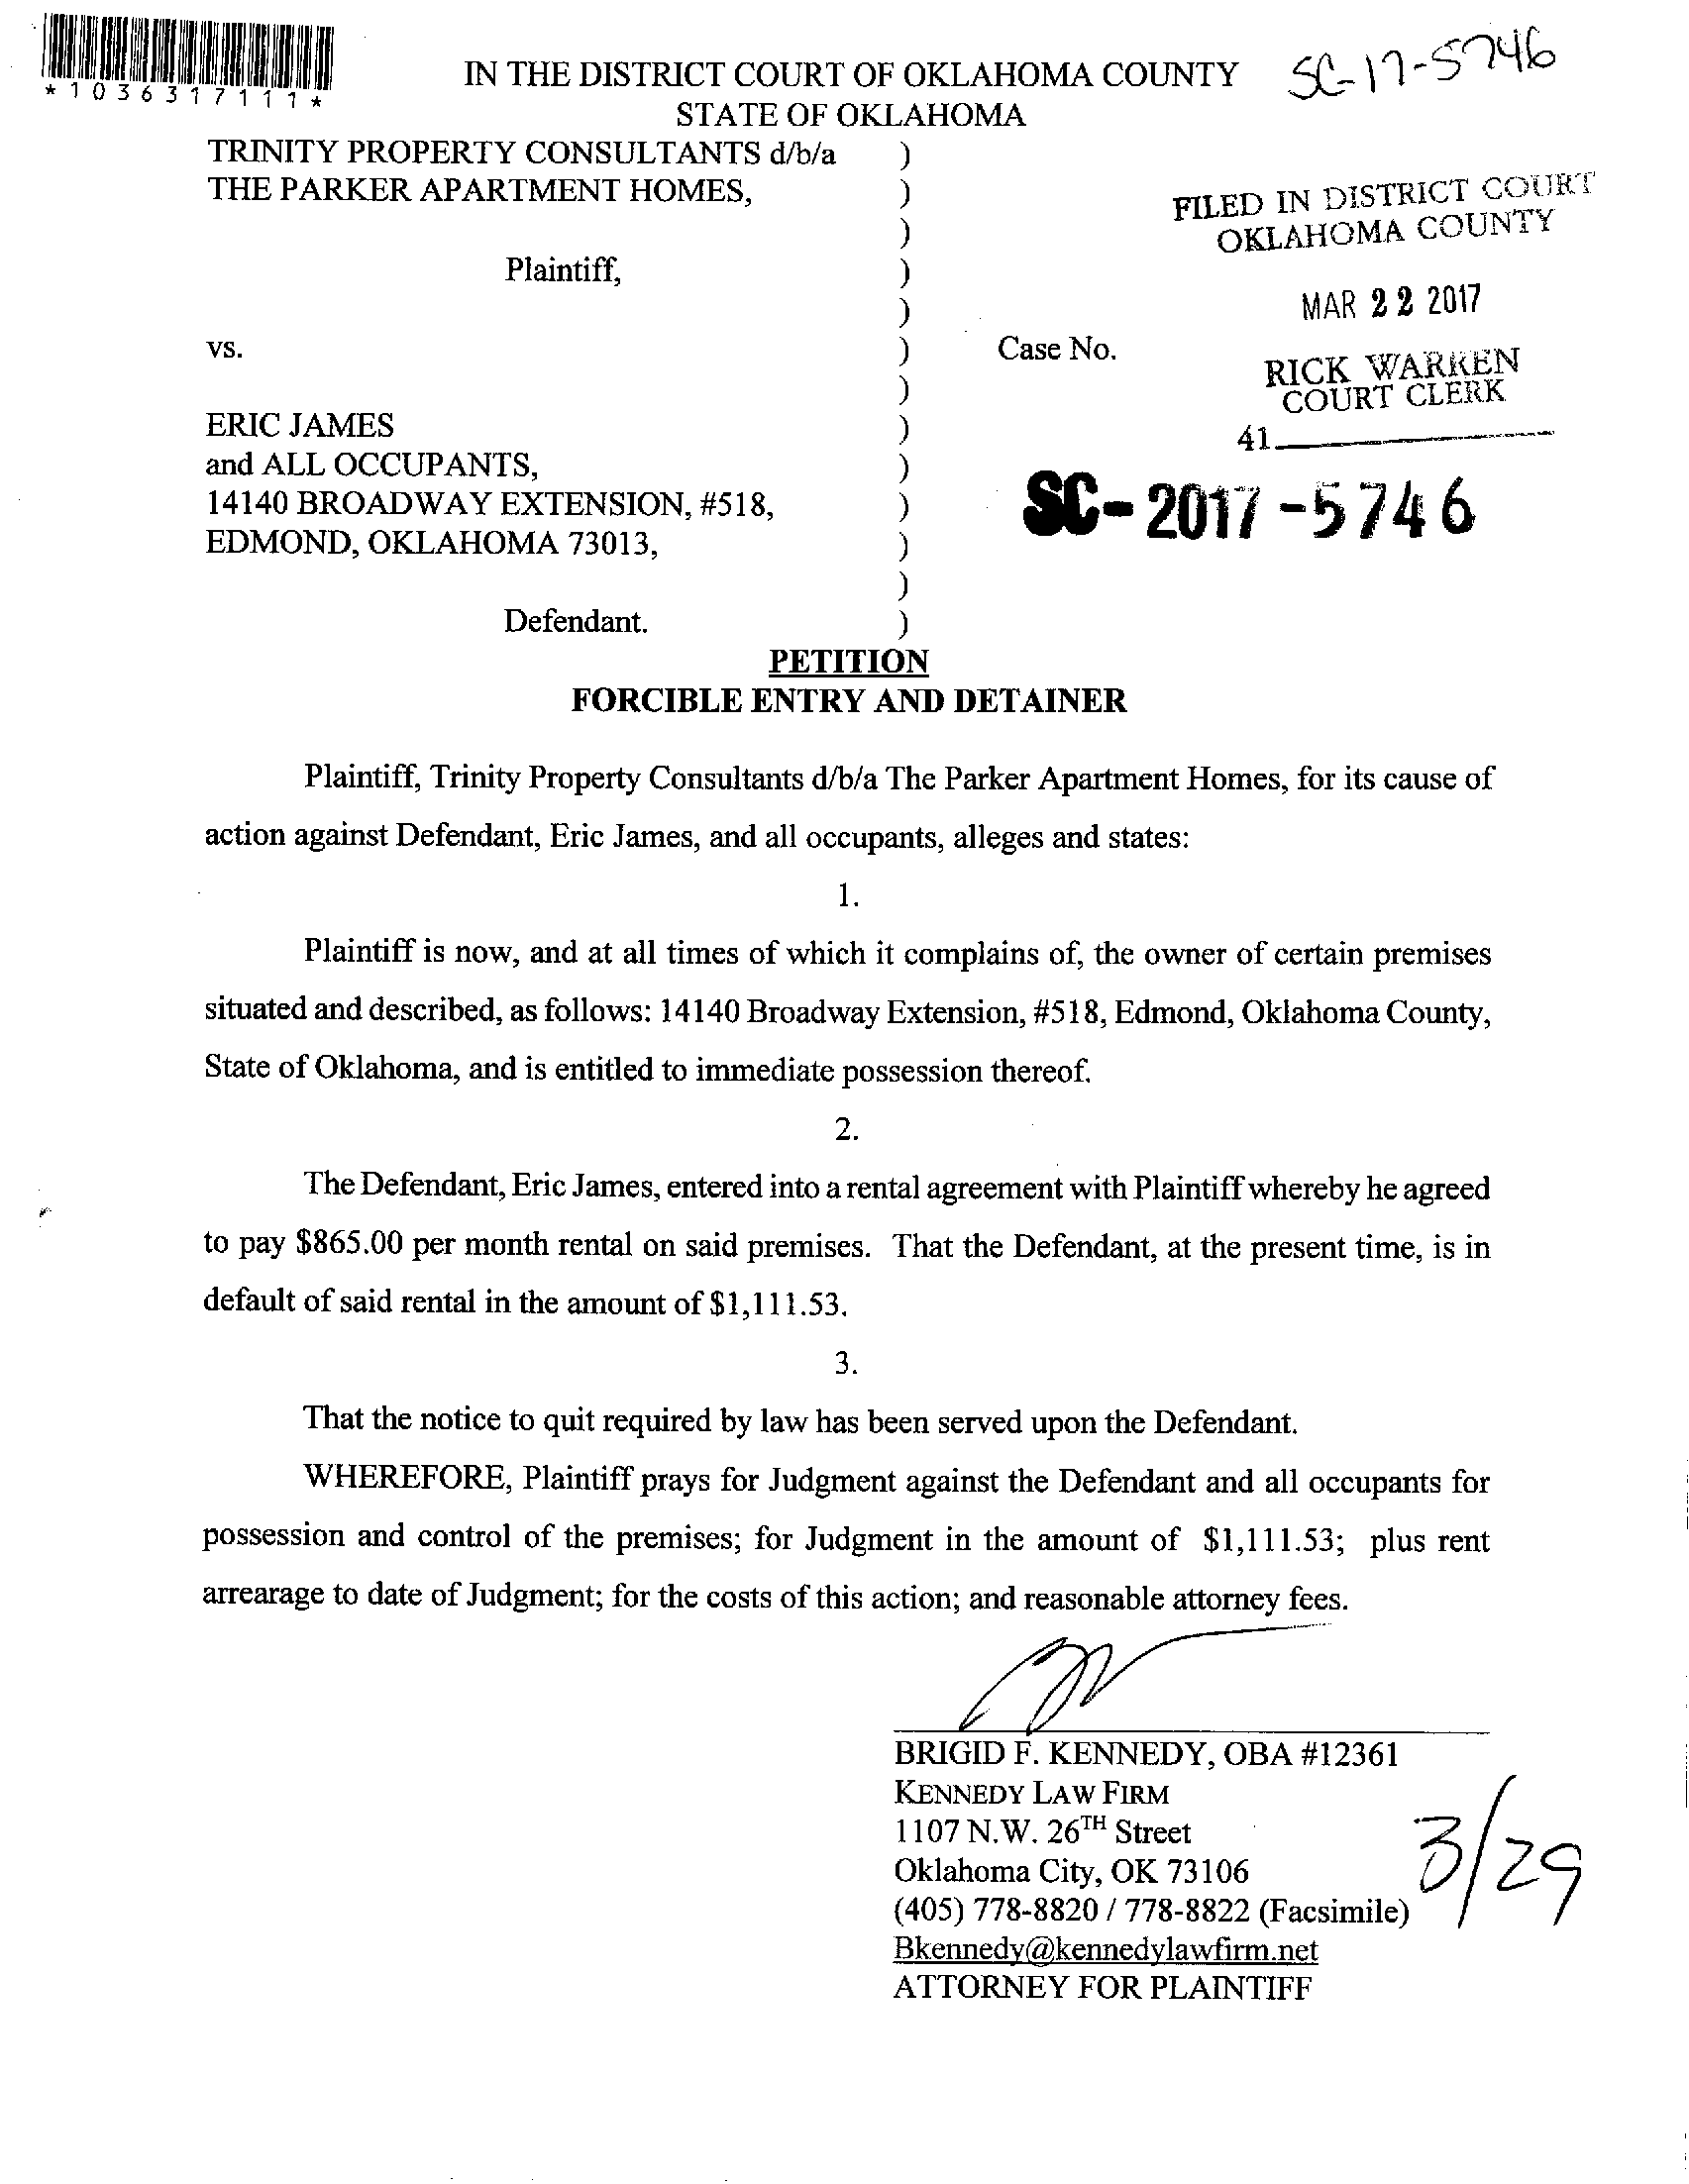 *1036317111*
SC-17-5746
IN THE DISTRICT COURT OF OKLAHOMA COUNTY
STATE OF OKLAHOMA
TRINITY PROPERTY CONSULTANTS d/b/a )
THE PARKER APARTMENT HOMES, )
)
Plaintiff, )
)
vs. ) Case No.
)
ERIC JAMES )
and ALL OCCUPANTS, )
14140 BROADWAY EXTENSION, #518, )
EDMOND, OKLAHOMA 73013, )
)
Defendant. )
FILED IN DISTRICT COURT
OKLAHOMA COUNTY
MAR 22 2017
RICK WARREN
COURT CLERK
41
SC-2017-5746
PETITION
FORCIBLE ENTRY AND DETAINER
Plaintiff, Trinity Property Consultants d/b/a The Parker Apartment Homes, for its cause of
action against Defendant, Eric James, and all occupants, alleges and states:
1.
Plaintiff is now, and at all times of which it complains of, the owner of certain premises
situated and described, as follows: 14140 Broadway Extension, #518, Edmond, Oklahoma County,
State of Oklahoma, and is entitled to immediate possession thereof.
2.
The Defendant, Eric James, entered into a rental agreement with Plaintiff whereby he agreed
to pay $865.00 per month rental on said premises. That the Defendant, at the present time, is in
default of said rental in the amount of $1,111.53.
3.
That the notice to quit required by law has been served upon the Defendant.
WHEREFORE, Plaintiff prays for Judgment against the Defendant and all occupants for
possession and control of the premises; for Judgment in the amount of $1,111.53; plus rent
arrearage to date of Judgment; for the costs of this action; and reasonable attorney fees.
BRIGID F. KENNEDY, OBA #12361
KENNEDY LAW FIRM
1107 N.W. 26TH Street
Oklahoma City, OK 73106
(405) 778-8820 / 778-8822 (Facsimile)
Bkennedy@kennedylawfirm.net
ATTORNEY FOR PLAINTIFF
3/29